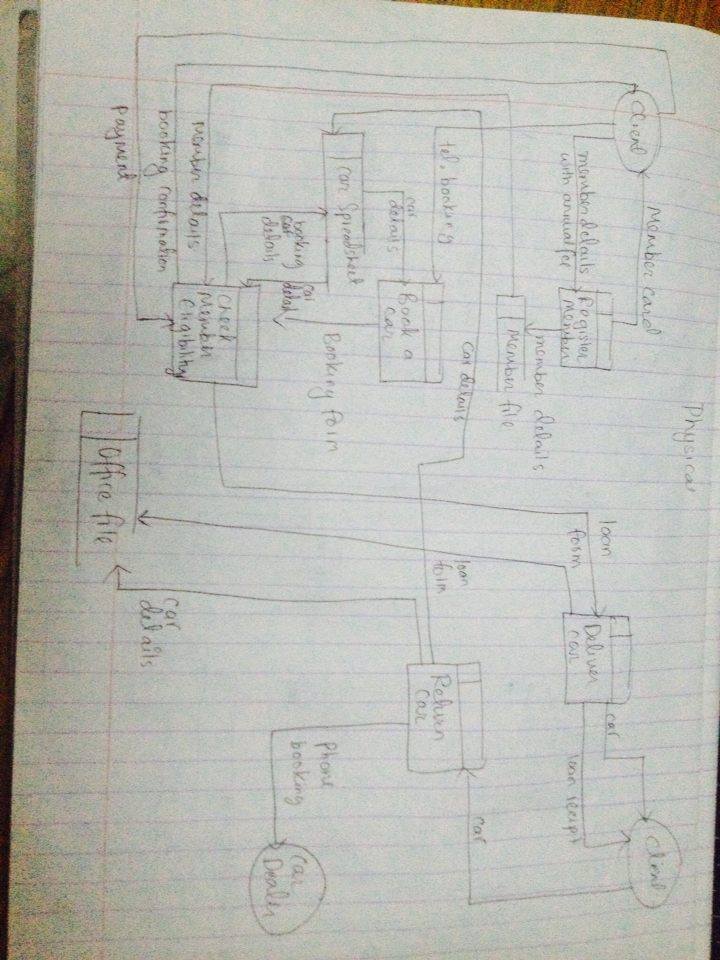 Physical
Client
Member card
member details
with annual fee
Register
Member
member details
Member file
loan
form
Deliver
car
car
loan recipt
Client
car
Return
Car
Car details
loan
form
tel. booking
Book a
car
car
details
Car Spreadsheet
Booking form
booking
car
details
car
detail
Check
Member
Eligibility
Member details
booking confirmation
Payment
Phone
booking
Car
Dealer
car
details
Office file